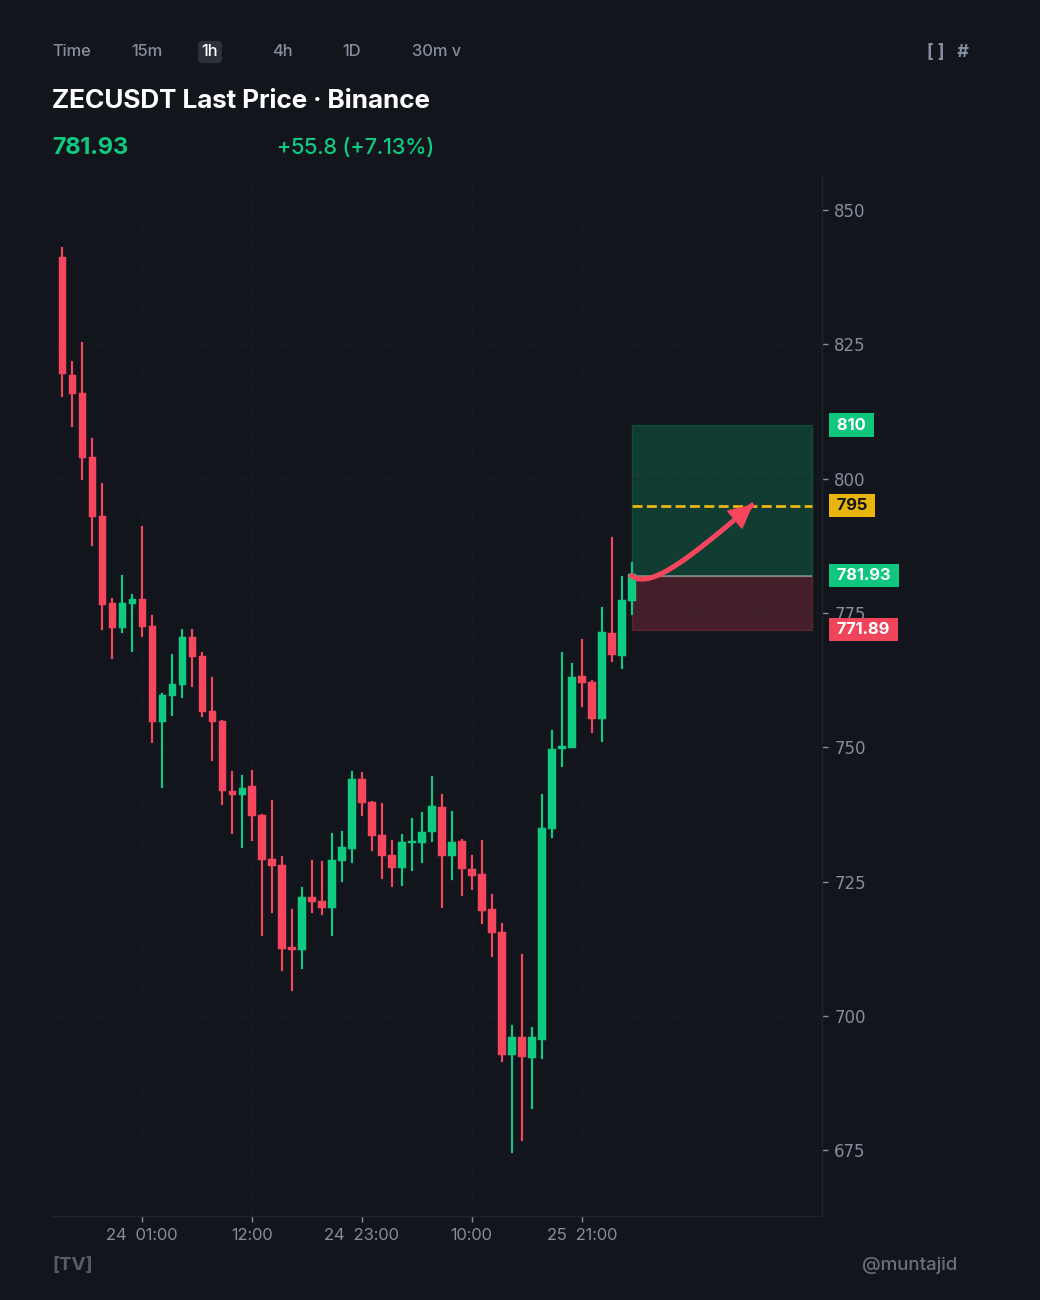 Time 15m 1h 4h 1D 30m v [ ] #
ZECUSDT Last Price · Binance
781.93 +55.8 (+7.13%)
850
825
810
800
795
781.93
775
771.89
750
725
700
675
24 01:00 12:00 24 23:00 10:00 25 21:00
[TV] @muntajid